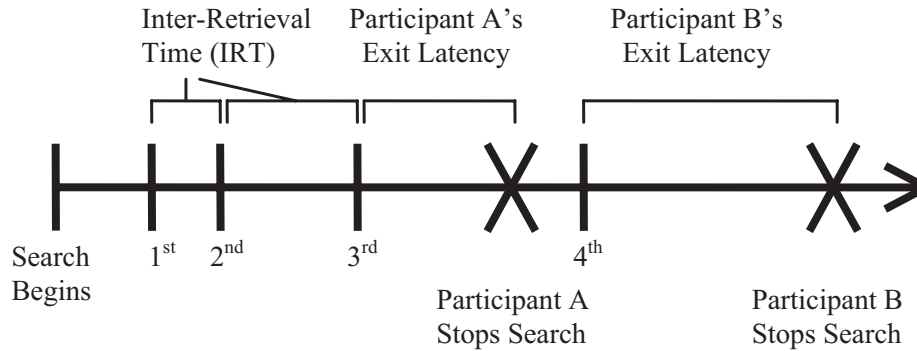 Inter-Retrieval
Time (IRT)
Participant A's
Exit Latency
Participant B's
Exit Latency
Search
Begins
1st
2nd
3rd
4th
Participant A
Stops Search
Participant B
Stops Search